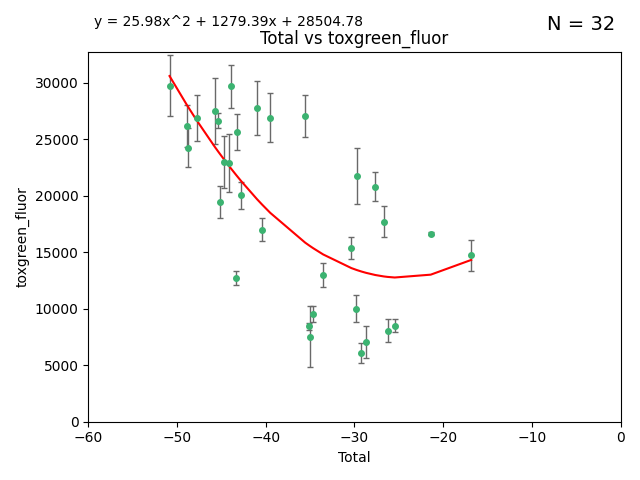 y = 25.98x^2 + 1279.39x + 28504.78
N = 32
Total vs toxgreen_fluor
30000
25000
20000
15000
10000
5000
0
toxgreen_fluor
−60
−50
−40
−30
−20
−10
0
Total